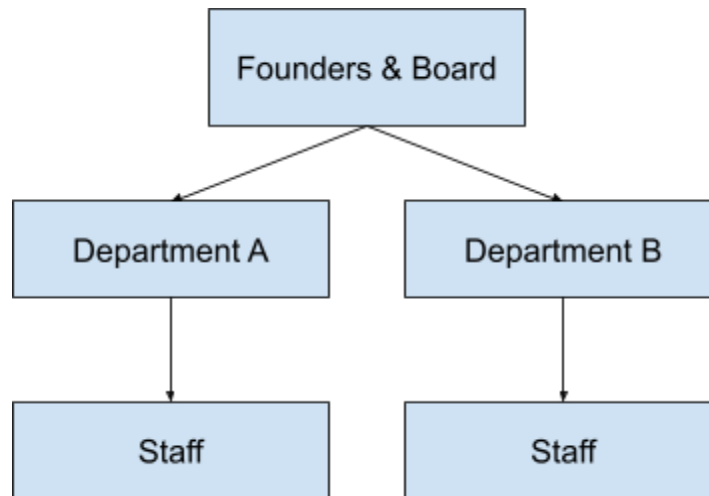 Founders & Board
Department A
Department B
Staff
Staff